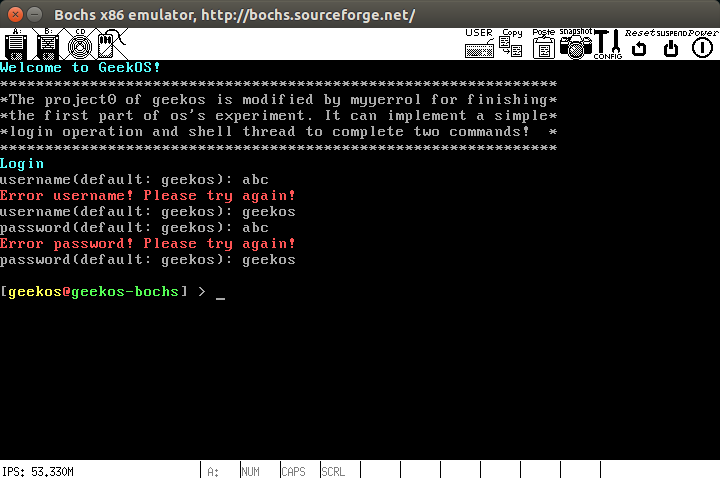 Bochs x86 emulator, http://bochs.sourceforge.net/
A: B: CD USER Copy Paste snapshot CONFIG Reset SUSPEND Power
Welcome to GeekOS!
**************************************************************
*The project0 of geekos is modified by myyerrol for finishing*
*the first part of os's experiment. It can implement a simple*
*login operation and shell thread to complete two commands!  *
**************************************************************
Login
username(default: geekos): abc
Error username! Please try again!
username(default: geekos): geekos
password(default: geekos): abc
Error password! Please try again!
password(default: geekos): geekos
[geekos@geekos-bochs] > _
IPS: 53.330M A: NUM CAPS SCRL